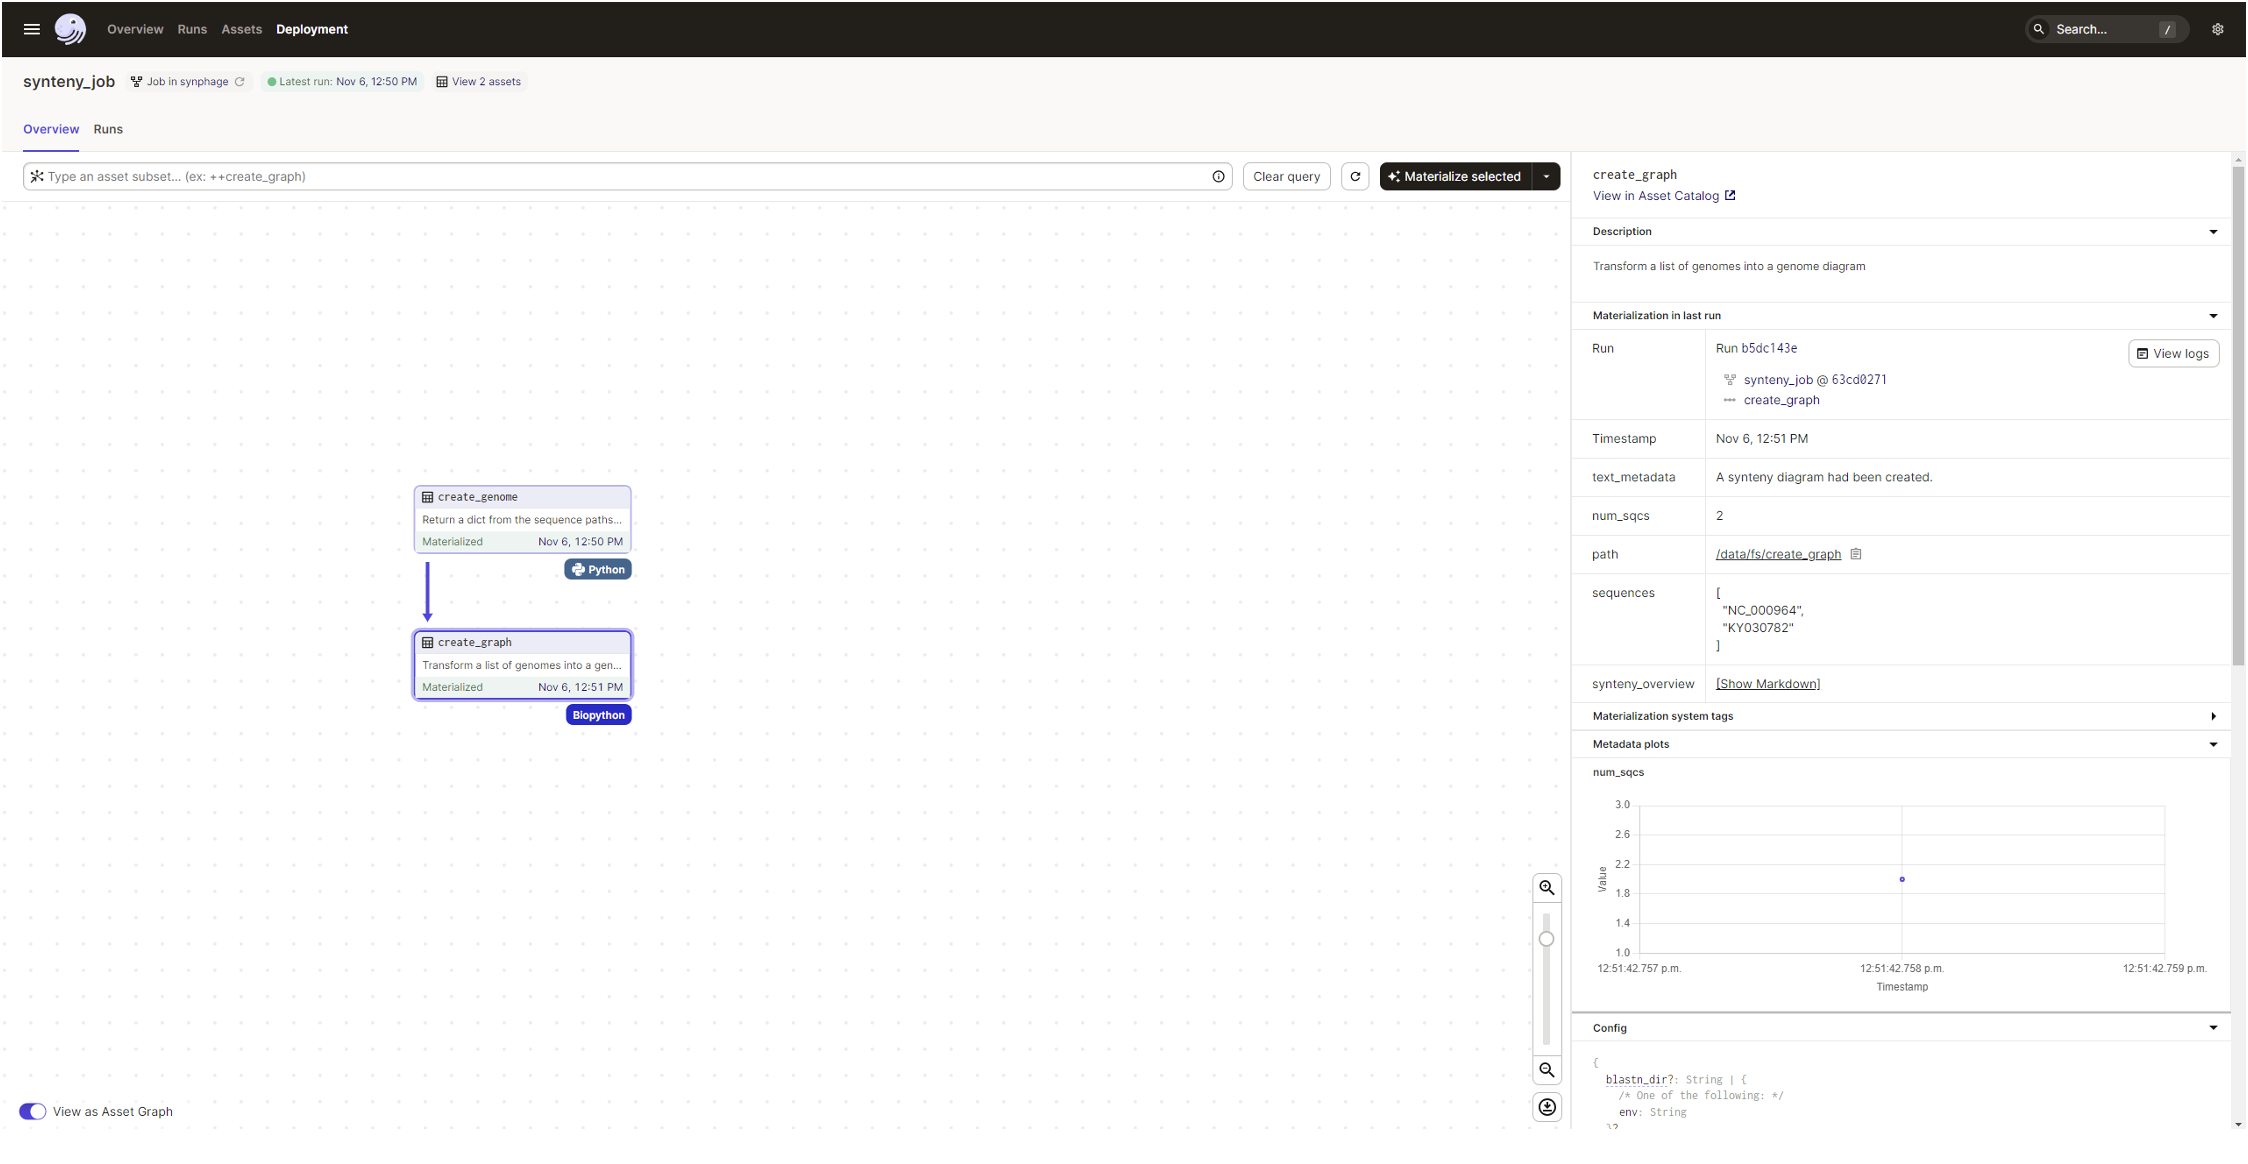 Overview Runs Assets Deployment Search... /
synteny_job Job in synphage Latest run: Nov 6, 12:50 PM View 2 assets
Overview Runs
Type an asset subset... (ex: ++create_graph) Clear query Materialize selected
create_genome
Return a dict from the sequence paths...
Materialized Nov 6, 12:50 PM
Python
create_graph
Transform a list of genomes into a gen...
Materialized Nov 6, 12:51 PM
Biopython
View as Asset Graph
create_graph
View in Asset Catalog
Description
Transform a list of genomes into a genome diagram
Materialization in last run
Run Run b5dc143e View logs
synteny_job @ 63cd0271
create_graph
Timestamp Nov 6, 12:51 PM
text_metadata A synteny diagram had been created.
num_sqcs 2
path /data/fs/create_graph
sequences [
"NC_000964",
"KY030782"
]
synteny_overview [Show Markdown]
Materialization system tags
Metadata plots
num_sqcs
3.0
2.6
2.2
1.8
1.4
1.0
Value
12:51:42.757 p.m. 12:51:42.758 p.m. 12:51:42.759 p.m.
Timestamp
Config
{
blastn_dir?: String | {
/* One of the following: */
env: String
}?